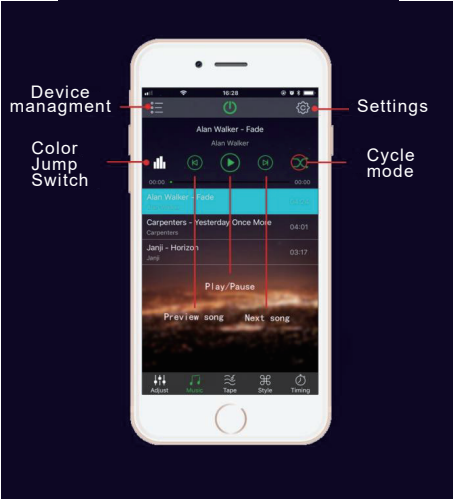 16:28
Device
managment
Settings
Alan Walker - Fade
Alan Walker
Color
Jump
Switch
Cycle
mode
00:00
00:00
Alan Walker - Fade
Carpenters - Yesterday Once More
Carpenters
04:01
Janji - Horizon
Janji
03:17
Play/Pause
Preview song
Next song
Adjust
Music
Tape
Style
Timing